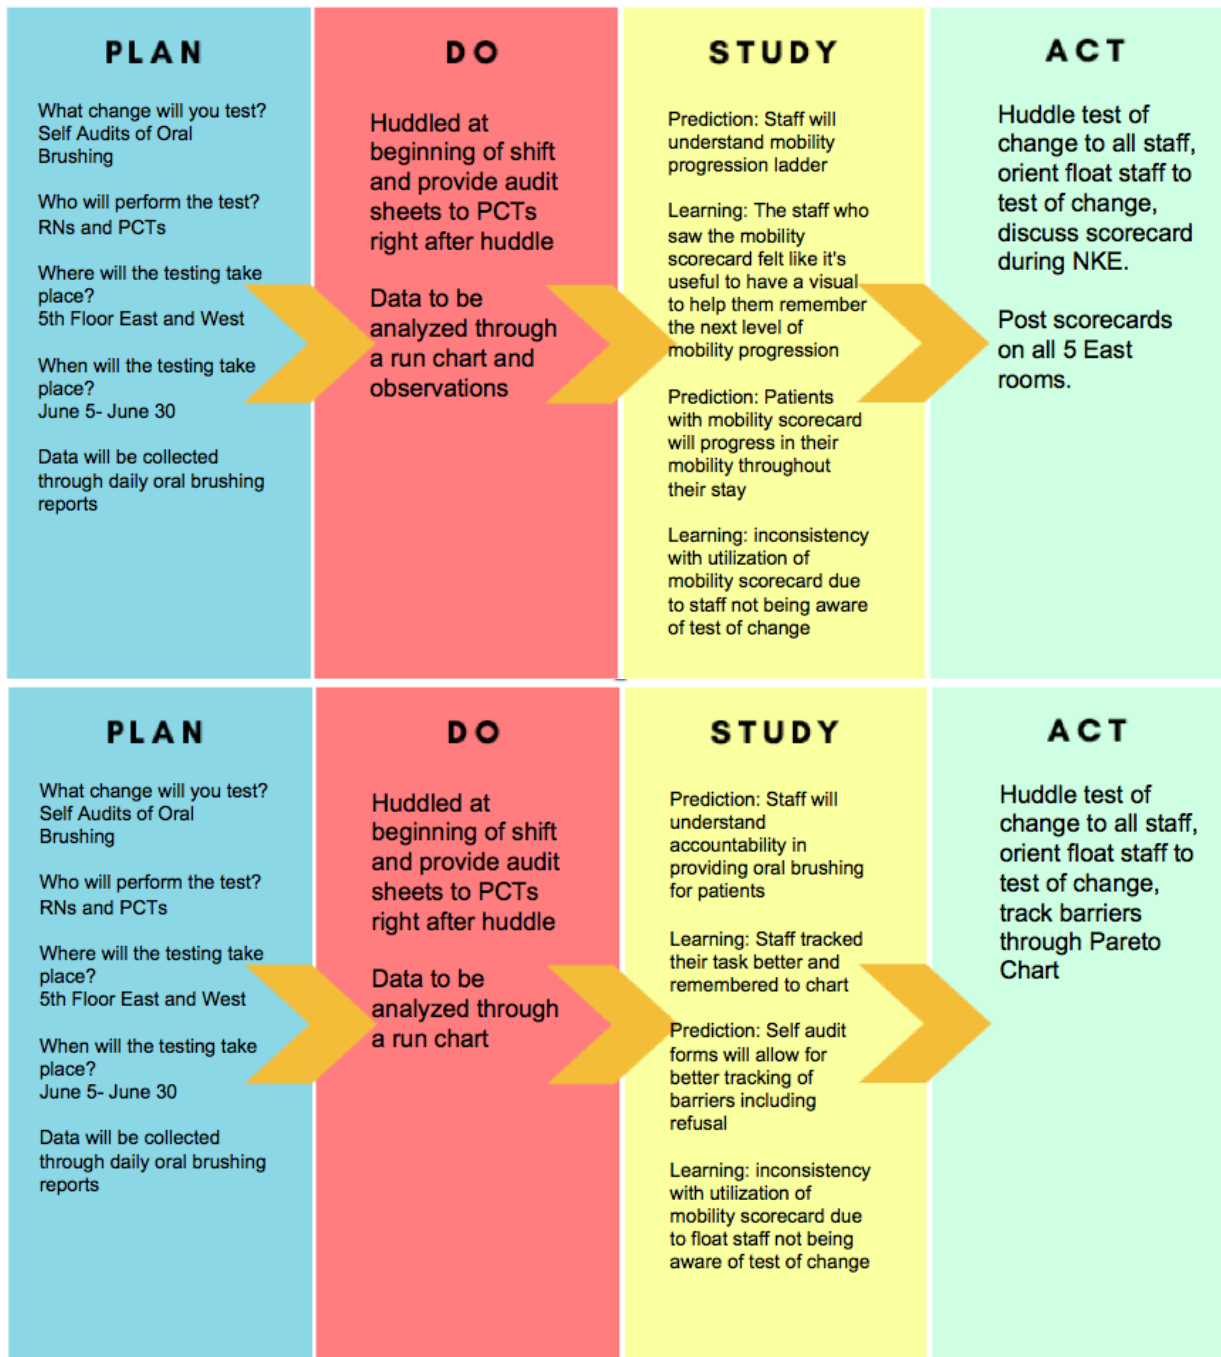 PLAN
What change will you test?
Self Audits of Oral
Brushing
Who will perform the test?
RNs and PCTs
Where will the testing take
place?
5th Floor East and West
When will the testing take
place?
June 5- June 30
Data will be collected
through daily oral brushing
reports
DO
Huddled at
beginning of shift
and provide audit
sheets to PCTs
right after huddle
Data to be
analyzed through
a run chart and
observations
STUDY
Prediction: Staff will
understand mobility
progression ladder
Learning: The staff who
saw the mobility
scorecard felt like it's
useful to have a visual
to help them remember
the next level of
mobility progression
Prediction: Patients
with mobility scorecard
will progress in their
mobility throughout
their stay
Learning: inconsistency
with utilization of
mobility scorecard due
to staff not being aware
of test of change
ACT
Huddle test of
change to all staff,
orient float staff to
test of change,
discuss scorecard
during NKE.
Post scorecards
on all 5 East
rooms.
PLAN
What change will you test?
Self Audits of Oral
Brushing
Who will perform the test?
RNs and PCTs
Where will the testing take
place?
5th Floor East and West
When will the testing take
place?
June 5- June 30
Data will be collected
through daily oral brushing
reports
DO
Huddled at
beginning of shift
and provide audit
sheets to PCTs
right after huddle
Data to be
analyzed through
a run chart
STUDY
Prediction: Staff will
understand
accountability in
providing oral brushing
for patients
Learning: Staff tracked
their task better and
remembered to chart
Prediction: Self audit
forms will allow for
better tracking of
barriers including
refusal
Learning: inconsistency
with utilization of
mobility scorecard due
to float staff not being
aware of test of change
ACT
Huddle test of
change to all staff,
orient float staff to
test of change,
track barriers
through Pareto
Chart